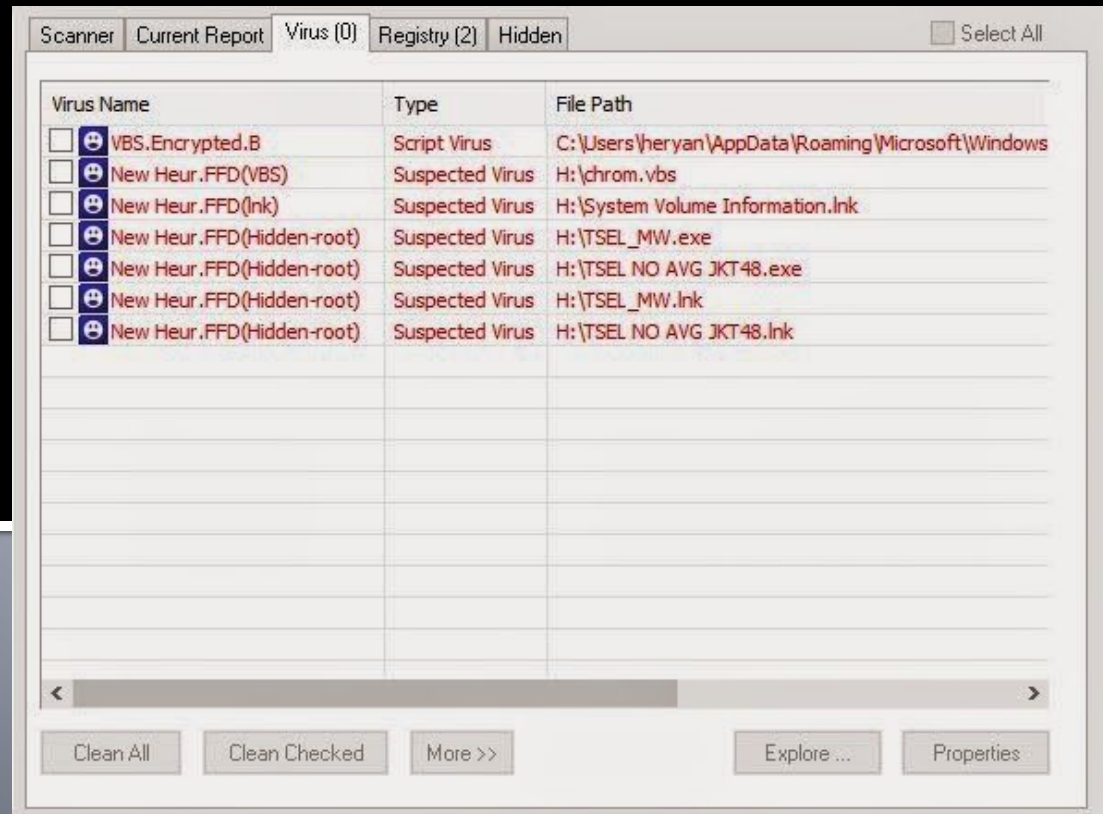 Scanner Current Report Virus (0) Registry (2) Hidden Select All
Virus Name Type File Path
VBS.Encrypted.B Script Virus C:\Users\heryan\AppData\Roaming\Microsoft\Windows
New Heur.FFD(VBS) Suspected Virus H:\chrom.vbs
New Heur.FFD(lnk) Suspected Virus H:\System Volume Information.lnk
New Heur.FFD(Hidden-root) Suspected Virus H:\TSEL_MW.exe
New Heur.FFD(Hidden-root) Suspected Virus H:\TSEL NO AVG JKT48.exe
New Heur.FFD(Hidden-root) Suspected Virus H:\TSEL_MW.lnk
New Heur.FFD(Hidden-root) Suspected Virus H:\TSEL NO AVG JKT48.lnk
Clean All Clean Checked More >> Explore ... Properties